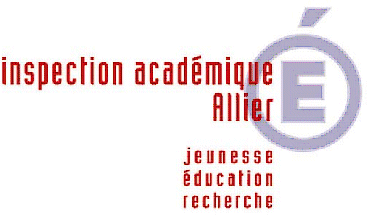 inspection académique
Allier
É
jeunesse
éducation
recherche